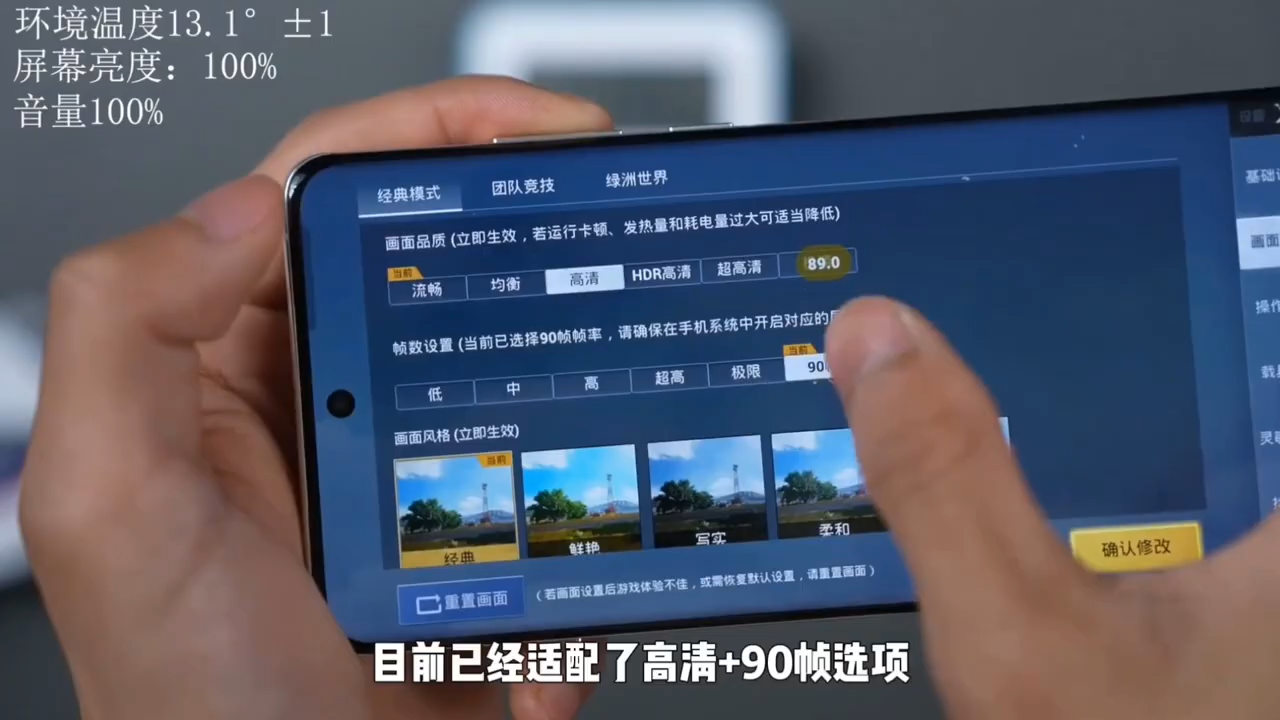 环境温度13.1° ±1
屏幕亮度：100%
音量100%
设置
经典模式 团队竞技 绿洲世界
画面品质 (立即生效，若运行卡顿、发热量和耗电量过大可适当降低)
当前
流畅 均衡 高清 HDR高清 超高清 89.0
帧数设置 (当前已选择90帧帧率，请确保在手机系统中开启对应的
当前
低 中 高 超高 极限 90
画面风格 (立即生效)
当前
经典 鲜艳 写实 柔和
重置画面 (若画面设置后游戏体验不佳，或需恢复默认设置，请重置画面)
确认修改
基础
画面
操作
目前已经适配了高清+90帧选项